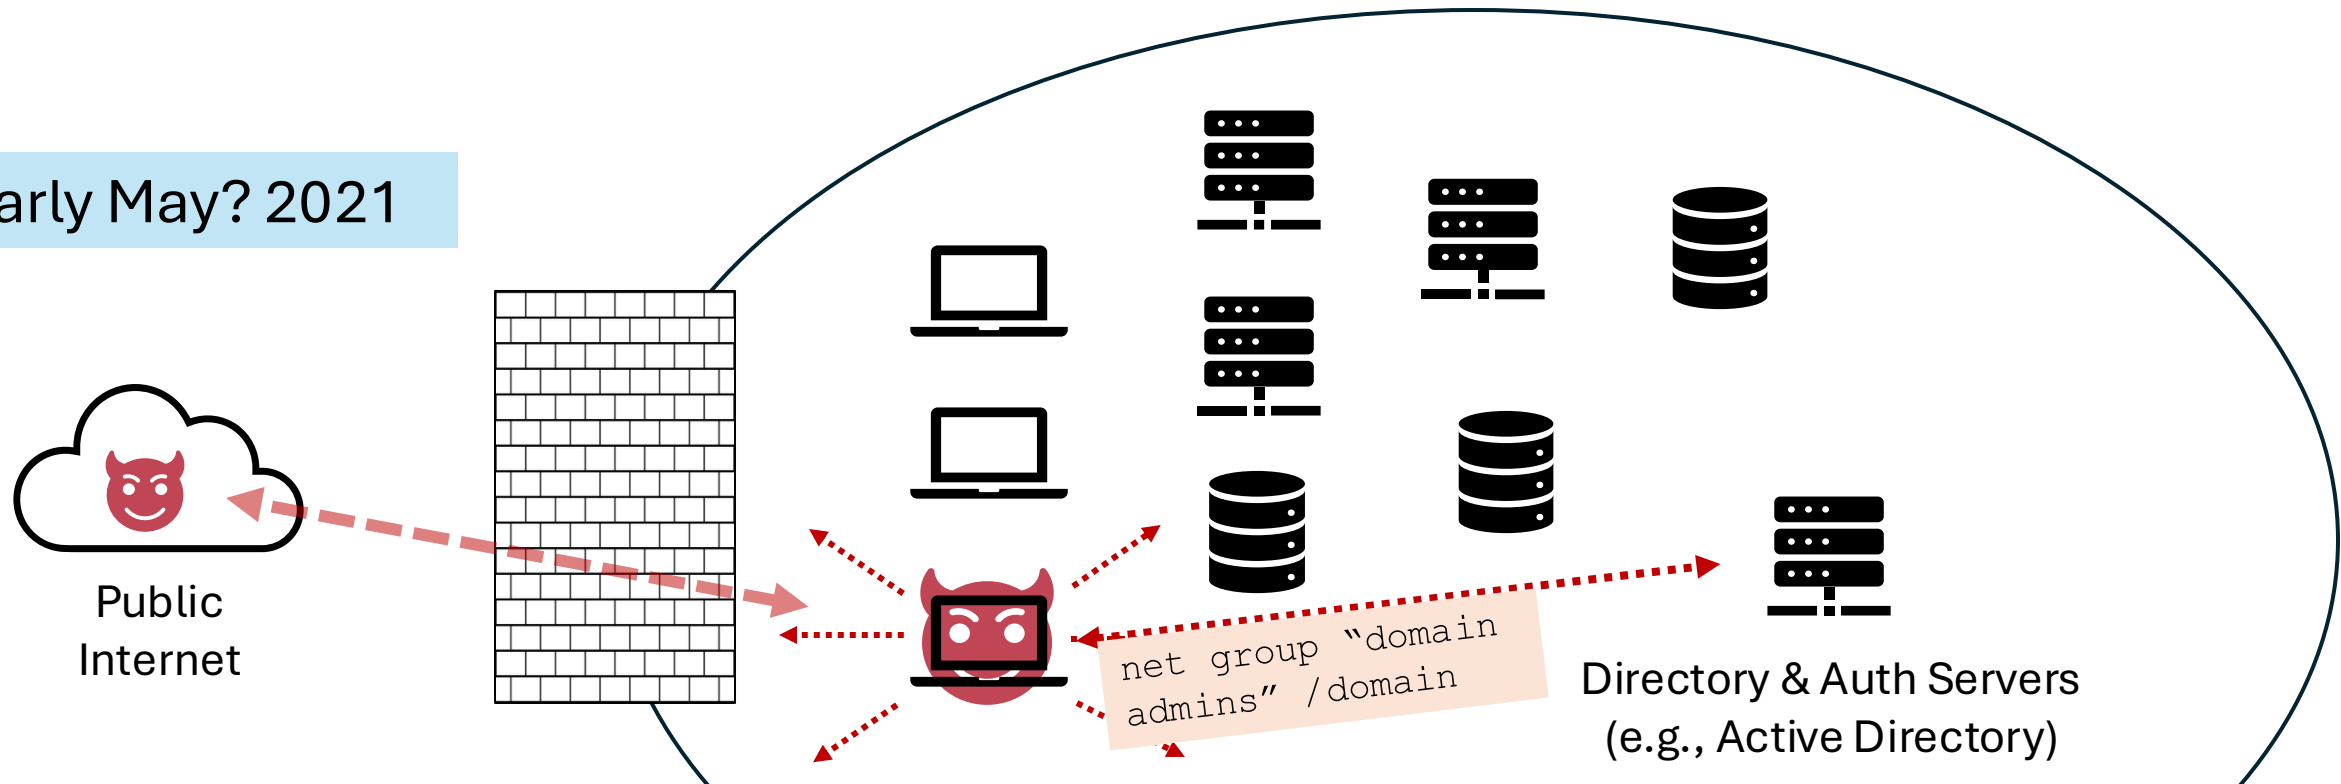 arly May? 2021
Public
Internet
net group “domain
admins” /domain
Directory & Auth Servers
(e.g., Active Directory)